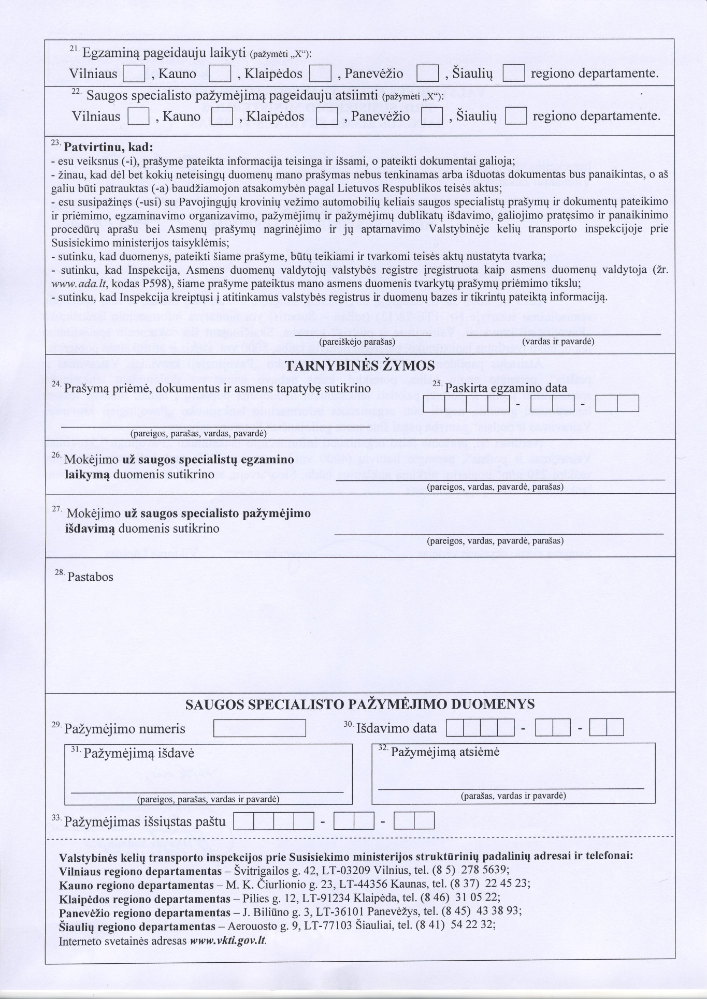 21. Egzaminą pageidauju laikyti (pažymėti „X“):
Vilniaus , Kauno , Klaipėdos , Panevėžio , Šiaulių regiono departamente.
22. Saugos specialisto pažymėjimą pageidauju atsiimti (pažymėti „X“):
Vilniaus , Kauno , Klaipėdos , Panevėžio , Šiaulių regiono departamente.
23. Patvirtinu, kad:
- esu veiksnus (-i), prašyme pateikta informacija teisinga ir išsami, o pateikti dokumentai galioja;
- žinau, kad dėl bet kokių neteisingų duomenų mano prašymas nebus tenkinamas arba išduotas dokumentas bus panaikintas, o aš
galiu būti patrauktas (-a) baudžiamojon atsakomybėn pagal Lietuvos Respublikos teisės aktus;
- esu susipažinęs (-usi) su Pavojingųjų krovinių vežimo automobilių keliais saugos specialistų prašymų ir dokumentų pateikimo
ir priėmimo, egzaminavimo organizavimo, pažymėjimų ir pažymėjimų dublikatų išdavimo, galiojimo pratęsimo ir panaikinimo
procedūrų aprašu bei Asmenų prašymų nagrinėjimo ir jų aptarnavimo Valstybinėje kelių transporto inspekcijoje prie
Susisiekimo ministerijos taisyklėmis;
- sutinku, kad duomenys, pateikti šiame prašyme, būtų teikiami ir tvarkomi teisės aktų nustatyta tvarka;
- sutinku, kad Inspekcija, Asmens duomenų valdytojų valstybės registre įregistruota kaip asmens duomenų valdytoja (žr.
www.ada.lt, kodas P598), šiame prašyme pateiktus mano asmens duomenis tvarkytų prašymų priėmimo tikslu;
- sutinku, kad Inspekcija kreiptųsi į atitinkamus valstybės registrus ir duomenų bazes ir tikrintų pateiktą informaciją.
(pareiškėjo parašas) (vardas ir pavardė)
TARNYBINĖS ŽYMOS
24. Prašymą priėmė, dokumentus ir asmens tapatybę sutikrino 25. Paskirta egzamino data
- -
(pareigos, parašas, vardas, pavardė)
26. Mokėjimo už saugos specialistų egzamino
laikymą duomenis sutikrino
(pareigos, vardas, pavardė, parašas)
27. Mokėjimo už saugos specialisto pažymėjimo
išdavimą duomenis sutikrino
(pareigos, vardas, pavardė, parašas)
28. Pastabos
SAUGOS SPECIALISTO PAŽYMĖJIMO DUOMENYS
29. Pažymėjimo numeris 30. Išdavimo data - -
31. Pažymėjimą išdavė 32. Pažymėjimą atsiėmė
(pareigos, parašas, vardas ir pavardė) (parašas, vardas ir pavardė)
33. Pažymėjimas išsiųstas paštu - -
Valstybinės kelių transporto inspekcijos prie Susisiekimo ministerijos struktūrinių padalinių adresai ir telefonai:
Vilniaus regiono departamentas – Švitrigailos g. 42, LT-03209 Vilnius, tel. (8 5) 278 5639;
Kauno regiono departamentas – M. K. Čiurlionio g. 23, LT-44356 Kaunas, tel. (8 37) 22 45 23;
Klaipėdos regiono departamentas – Pilies g. 12, LT-91234 Klaipėda, tel. (8 46) 31 05 22;
Panevėžio regiono departamentas – J. Biliūno g. 3, LT-36101 Panevėžys, tel. (8 45) 43 38 93;
Šiaulių regiono departamentas – Aerouosto g. 9, LT-77103 Šiauliai, tel. (8 41) 54 22 32;
Interneto svetainės adresas www.vkti.gov.lt.